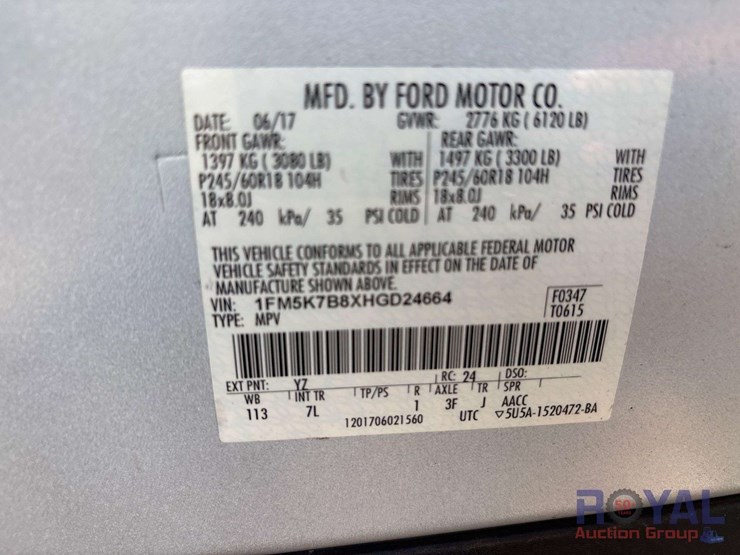 MFD. BY FORD MOTOR CO.
DATE: 06/17 GVWR: 2776 KG ( 6120 LB)
FRONT GAWR: REAR GAWR:
1397 KG ( 3080 LB) WITH 1497 KG ( 3300 LB) WITH
P245/60R18 104H TIRES P245/60R18 104H TIRES
18x8.0J RIMS 18x8.0J RIMS
AT 240 kPa/ 35 PSI COLD AT 240 kPa/ 35 PSI COLD
THIS VEHICLE CONFORMS TO ALL APPLICABLE FEDERAL MOTOR
VEHICLE SAFETY STANDARDS IN EFFECT ON THE DATE OF
MANUFACTURE SHOWN ABOVE.
VIN: 1FM5K7B8XHGD24664 F0347
TYPE: MPV T0615
EXT PNT: YZ RC: 24 DSO:
WB INT TR TP/PS R AXLE TR SPR
113 7L 1 3F J AACC
1201706021560 UTC ▽5U5A-1520472-BA
ROYAL
Auction Group